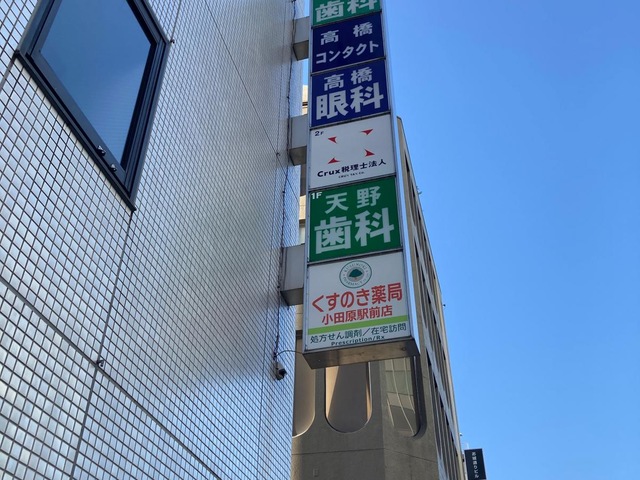 歯科
高橋
コンタクト
高橋
眼科
2F
Crux税理士法人
1F
天野
歯科
くすのき薬局
小田原駅前店
処方せん調剤／在宅訪問
Prescription/Rx